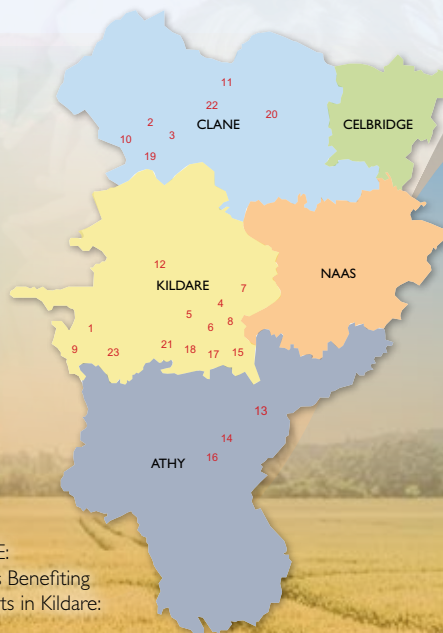 11
22
20
CLANE
CELBRIDGE
2
3
10
19
12
KILDARE
NAAS
7
4
5
8
6
1
9
23
21
18
17
15
13
14
ATHY
16
E:
s Benefiting
ts in Kildare: